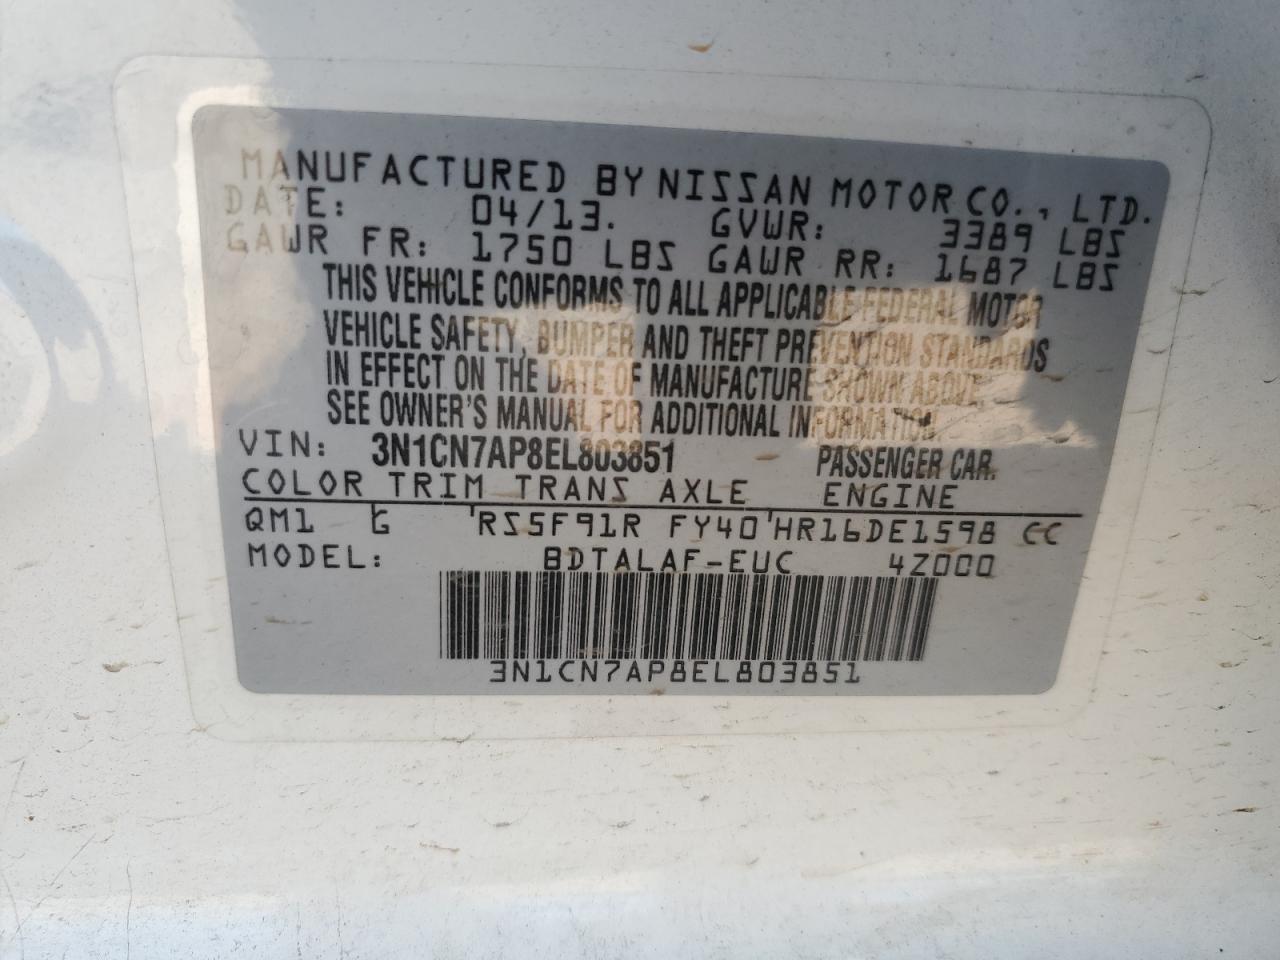 MANUFACTURED BY NISSAN MOTOR CO., LTD.
DATE: 04/13. GVWR: 3389 LBS
GAWR FR: 1750 LBS GAWR RR: 1687 LBS
THIS VEHICLE CONFORMS TO ALL APPLICABLE FEDERAL MOTOR
VEHICLE SAFETY, BUMPER AND THEFT PREVENTION STANDARDS
IN EFFECT ON THE DATE OF MANUFACTURE SHOWN ABOVE.
SEE OWNER'S MANUAL FOR ADDITIONAL INFORMATION.
VIN: 3N1CN7AP8EL803851 PASSENGER CAR.
COLOR TRIM TRANS AXLE ENGINE
QM1 G RS5F91R FY40 HR16DE1598 CC
MODEL: BDTALAF-EUC 4Z000
3N1CN7AP8EL803851